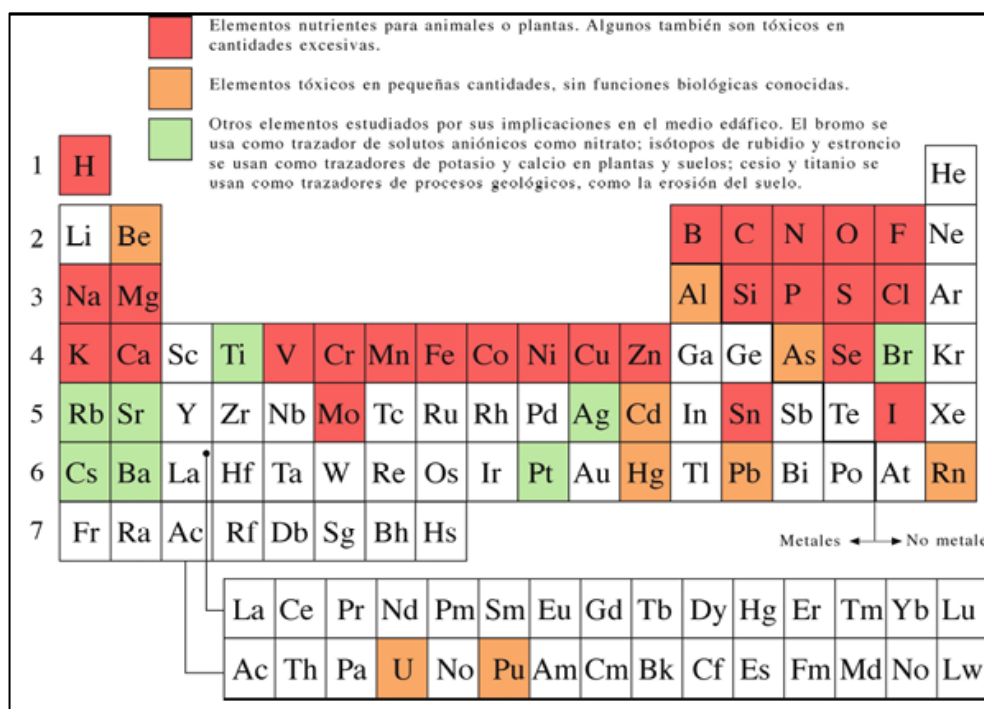 Elementos nutrientes para animales o plantas. Algunos también son tóxicos en
cantidades excesivas.
Elementos tóxicos en pequeñas cantidades, sin funciones biológicas conocidas.
Otros elementos estudiados por sus implicaciones en el medio edáfico. El bromo se
usa como trazador de solutos aniónicos como nitrato; isótopos de rubidio y estroncio
se usan como trazadores de potasio y calcio en plantas y suelos; cesio y titanio se
usan como trazadores de procesos geológicos, como la erosión del suelo.
1 H He
2 Li Be B C N O F Ne
3 Na Mg Al Si P S Cl Ar
4 K Ca Sc Ti V Cr Mn Fe Co Ni Cu Zn Ga Ge As Se Br Kr
5 Rb Sr Y Zr Nb Mo Tc Ru Rh Pd Ag Cd In Sn Sb Te I Xe
6 Cs Ba La Hf Ta W Re Os Ir Pt Au Hg Tl Pb Bi Po At Rn
7 Fr Ra Ac Rf Db Sg Bh Hs
Metales No metale
La Ce Pr Nd Pm Sm Eu Gd Tb Dy Hg Er Tm Yb Lu
Ac Th Pa U No Pu Am Cm Bk Cf Es Fm Md No Lw